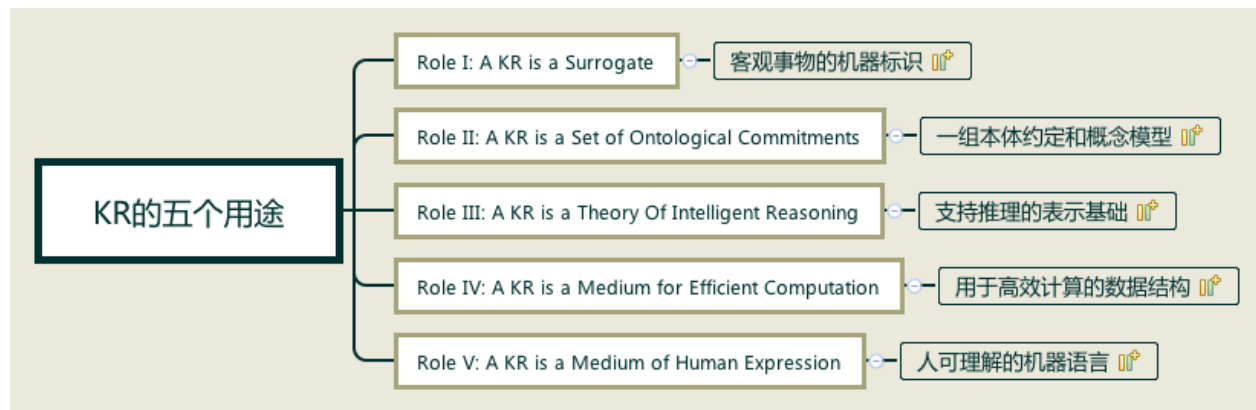 KR的五个用途
Role I: A KR is a Surrogate
客观事物的机器标识
Role II: A KR is a Set of Ontological Commitments
一组本体约定和概念模型
Role III: A KR is a Theory Of Intelligent Reasoning
支持推理的表示基础
Role IV: A KR is a Medium for Efficient Computation
用于高效计算的数据结构
Role V: A KR is a Medium of Human Expression
人可理解的机器语言